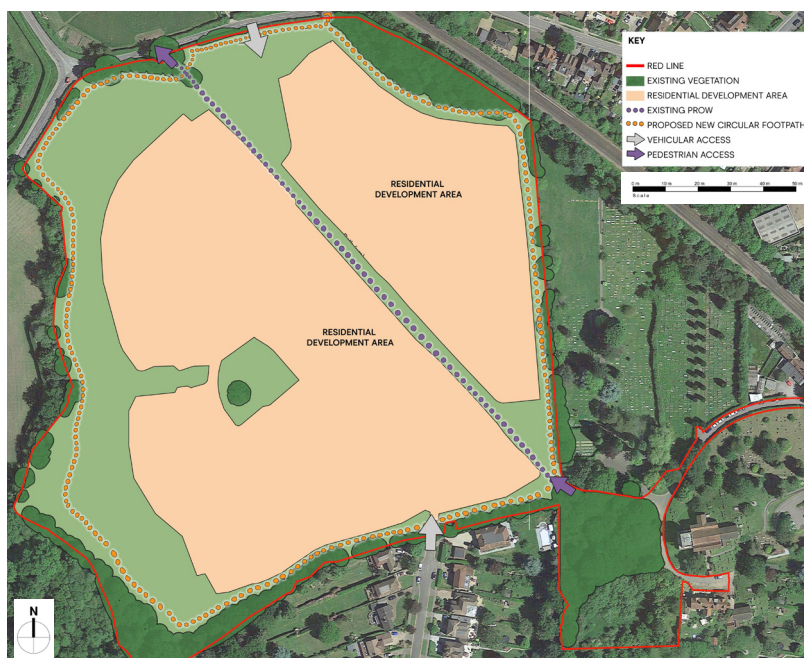 KEY
RED LINE
EXISTING VEGETATION
RESIDENTIAL DEVELOPMENT AREA
EXISTING PROW
PROPOSED NEW CIRCULAR FOOTPATH
VEHICULAR ACCESS
PEDESTRIAN ACCESS
0 m 10 m 20 m 30 m 40 m 50 m
Scale
RESIDENTIAL
DEVELOPMENT AREA
RESIDENTIAL
DEVELOPMENT AREA
N